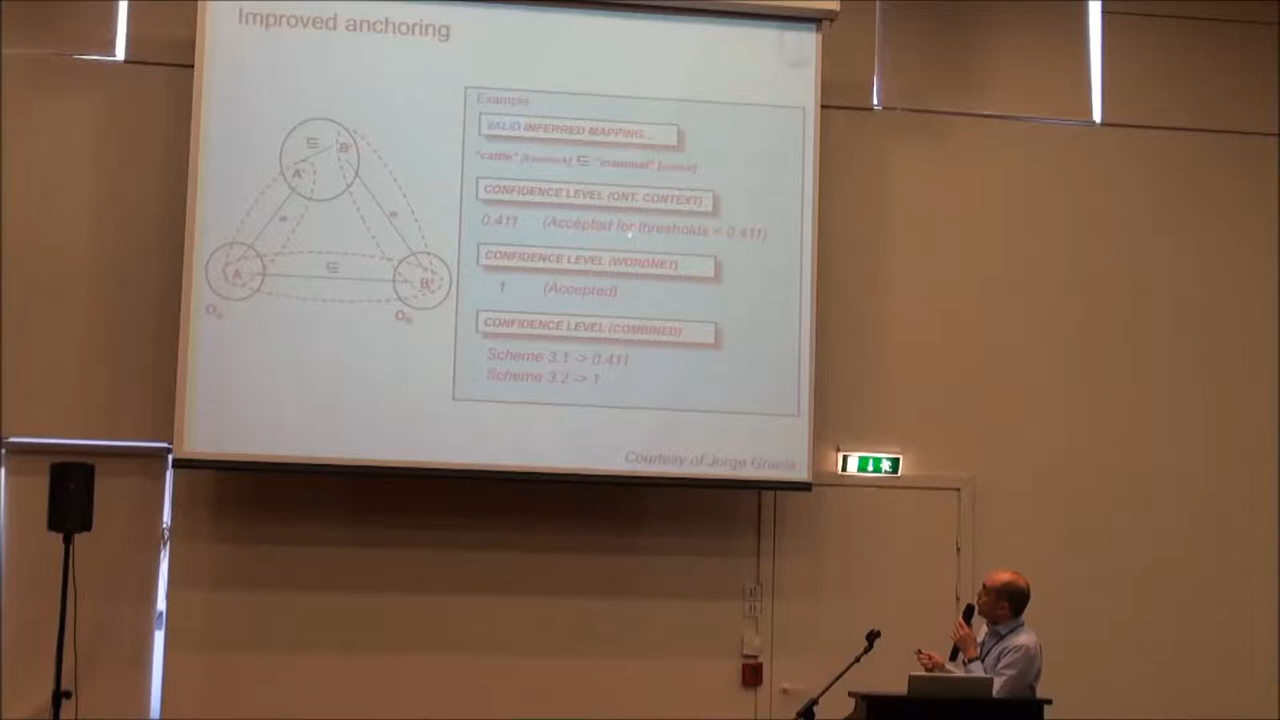 Improved anchoring
Example
VALID INFERRED MAPPING...
"cattle" ⊑ "mammal"
CONFIDENCE LEVEL (ONT. CONTEXT)
0.411 (Accepted for thresholds < 0.411)
CONFIDENCE LEVEL (WORDNET)
1 (Accepted)
CONFIDENCE LEVEL (COMBINED)
Scheme 3.1 -> 0.411
Scheme 3.2 -> 1
⊑
B'
A'
≡
≡
A
⊑
B
Courtesy of Jorge Gracia